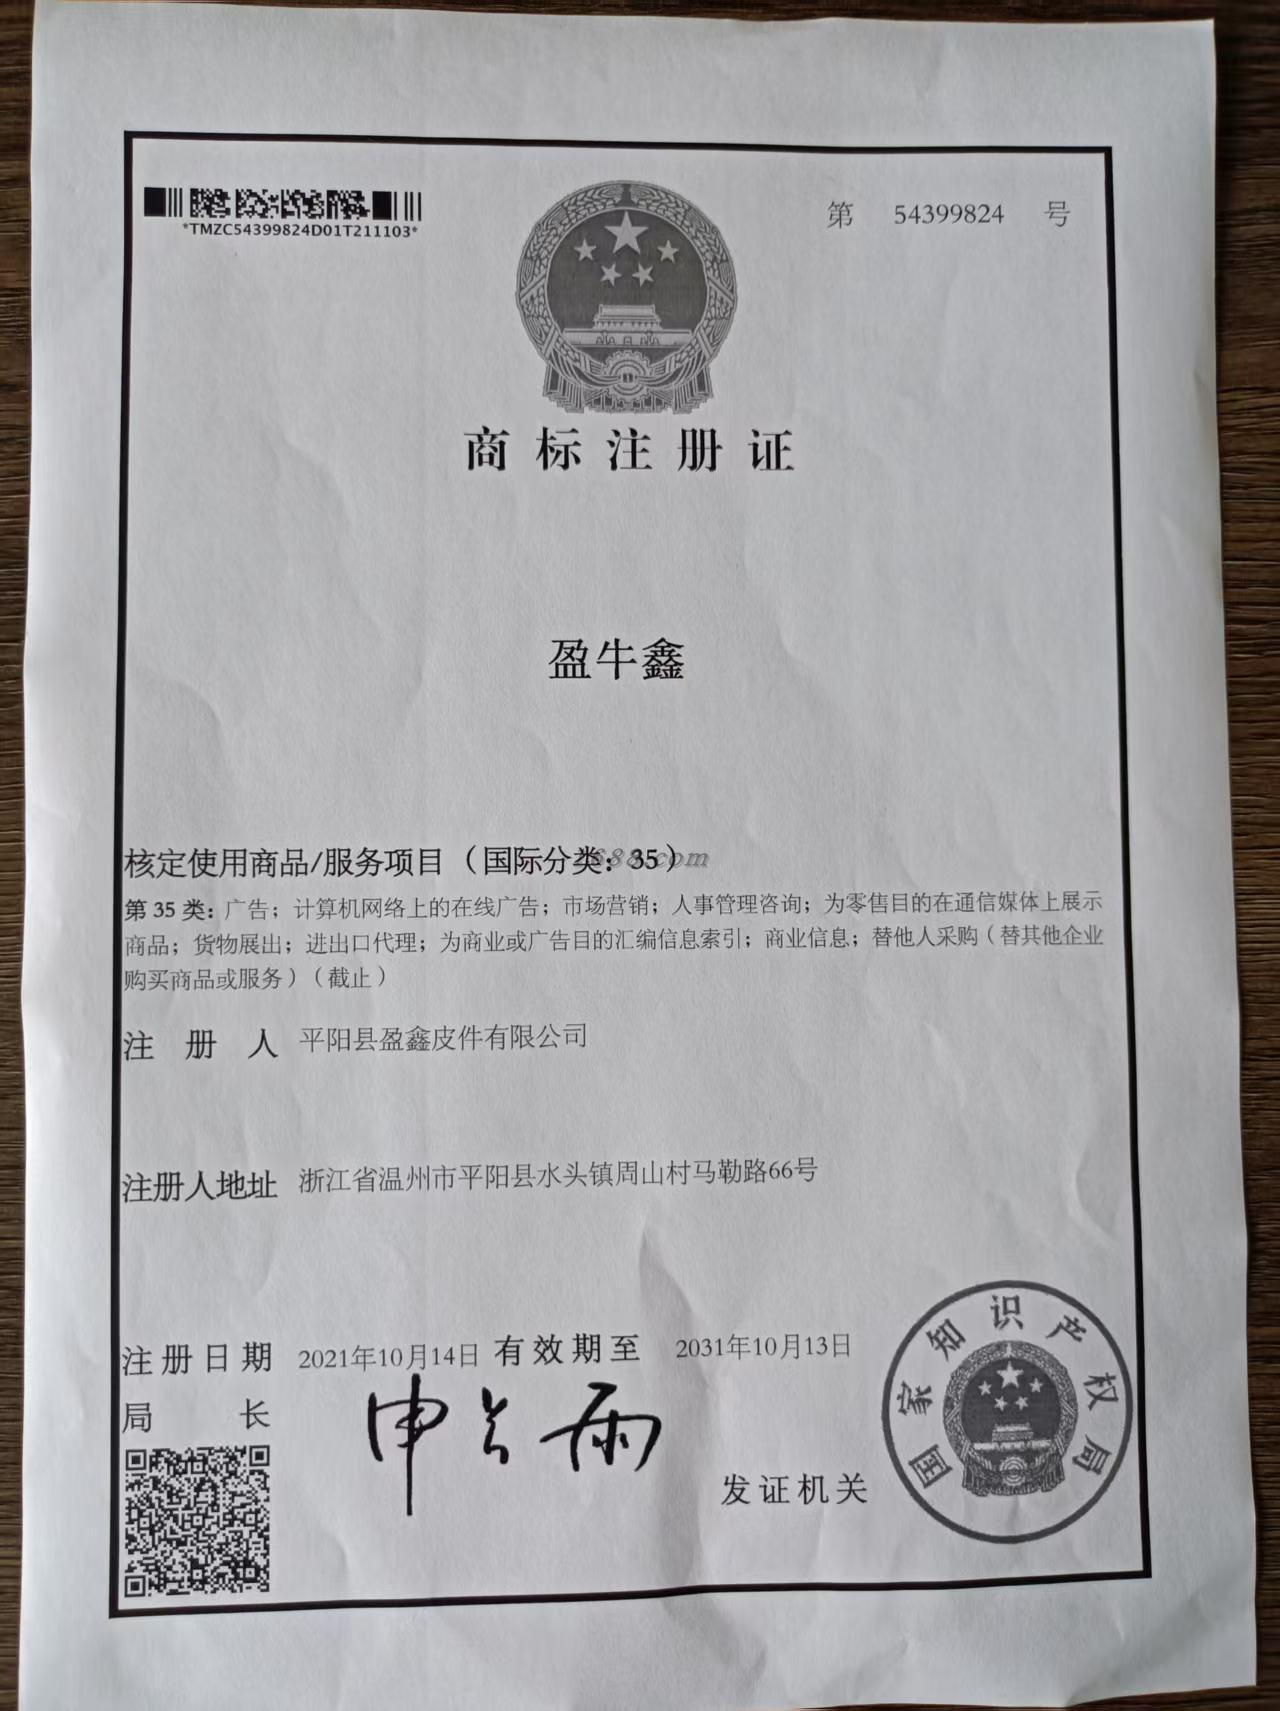 *TMZC54399824D01T211103*
第 54399824 号
商标注册证
盈牛鑫
核定使用商品/服务项目（国际分类：35）
1688.com
第 35 类：广告；计算机网络上的在线广告；市场营销；人事管理咨询；为零售目的在通信媒体上展示
商品；货物展出；进出口代理；为商业或广告目的汇编信息索引；商业信息；替他人采购（替其他企业
购买商品或服务）（截止）
注册人 平阳县盈鑫皮件有限公司
注册人地址 浙江省温州市平阳县水头镇周山村马勒路66号
注册日期 2021年10月14日 有效期至 2031年10月13日
局长 申长雨
发证机关
国家知识产权局